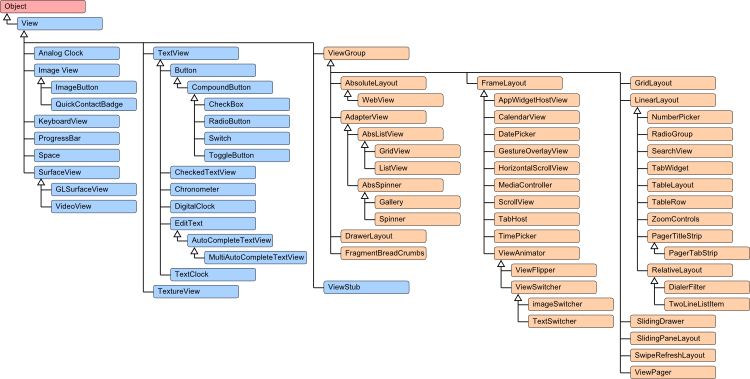 Object
View
Analog Clock
Image View
ImageButton
QuickContactBadge
KeyboardView
ProgressBar
Space
SurfaceView
GLSurfaceView
VideoView
TextView
Button
CompoundButton
CheckBox
RadioButton
Switch
ToggleButton
CheckedTextView
Chronometer
DigitalClock
EditText
AutoCompleteTextView
MultiAutoCompleteTextView
TextClock
TextureView
ViewGroup
AbsoluteLayout
WebView
AdapterView
AbsListView
GridView
ListView
AbsSpinner
Gallery
Spinner
DrawerLayout
FragmentBreadCrumbs
ViewStub
FrameLayout
AppWidgetHostView
CalendarView
DatePicker
GestureOverlayView
HorizontalScrollView
MediaController
ScrollView
TabHost
TimePicker
ViewAnimator
ViewFlipper
ViewSwitcher
imageSwitcher
TextSwitcher
GridLayout
LinearLayout
NumberPicker
RadioGroup
SearchView
TabWidget
TableLayout
TableRow
ZoomControls
PagerTitleStrip
PagerTabStrip
RelativeLayout
DialerFilter
TwoLineListItem
SlidingDrawer
SlidingPaneLayout
SwipeRefreshLayout
ViewPager